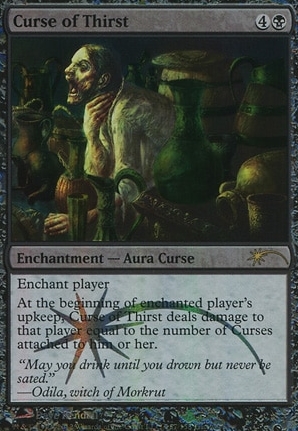 Curse of Thirst 4
Enchantment — Aura Curse
Enchant player
At the beginning of enchanted player's
upkeep, Curse of Thirst deals damage to
that player equal to the number of Curses
attached to him or her.
"May you drink until you drown but never be
sated."
—Odila, witch of Morkrut